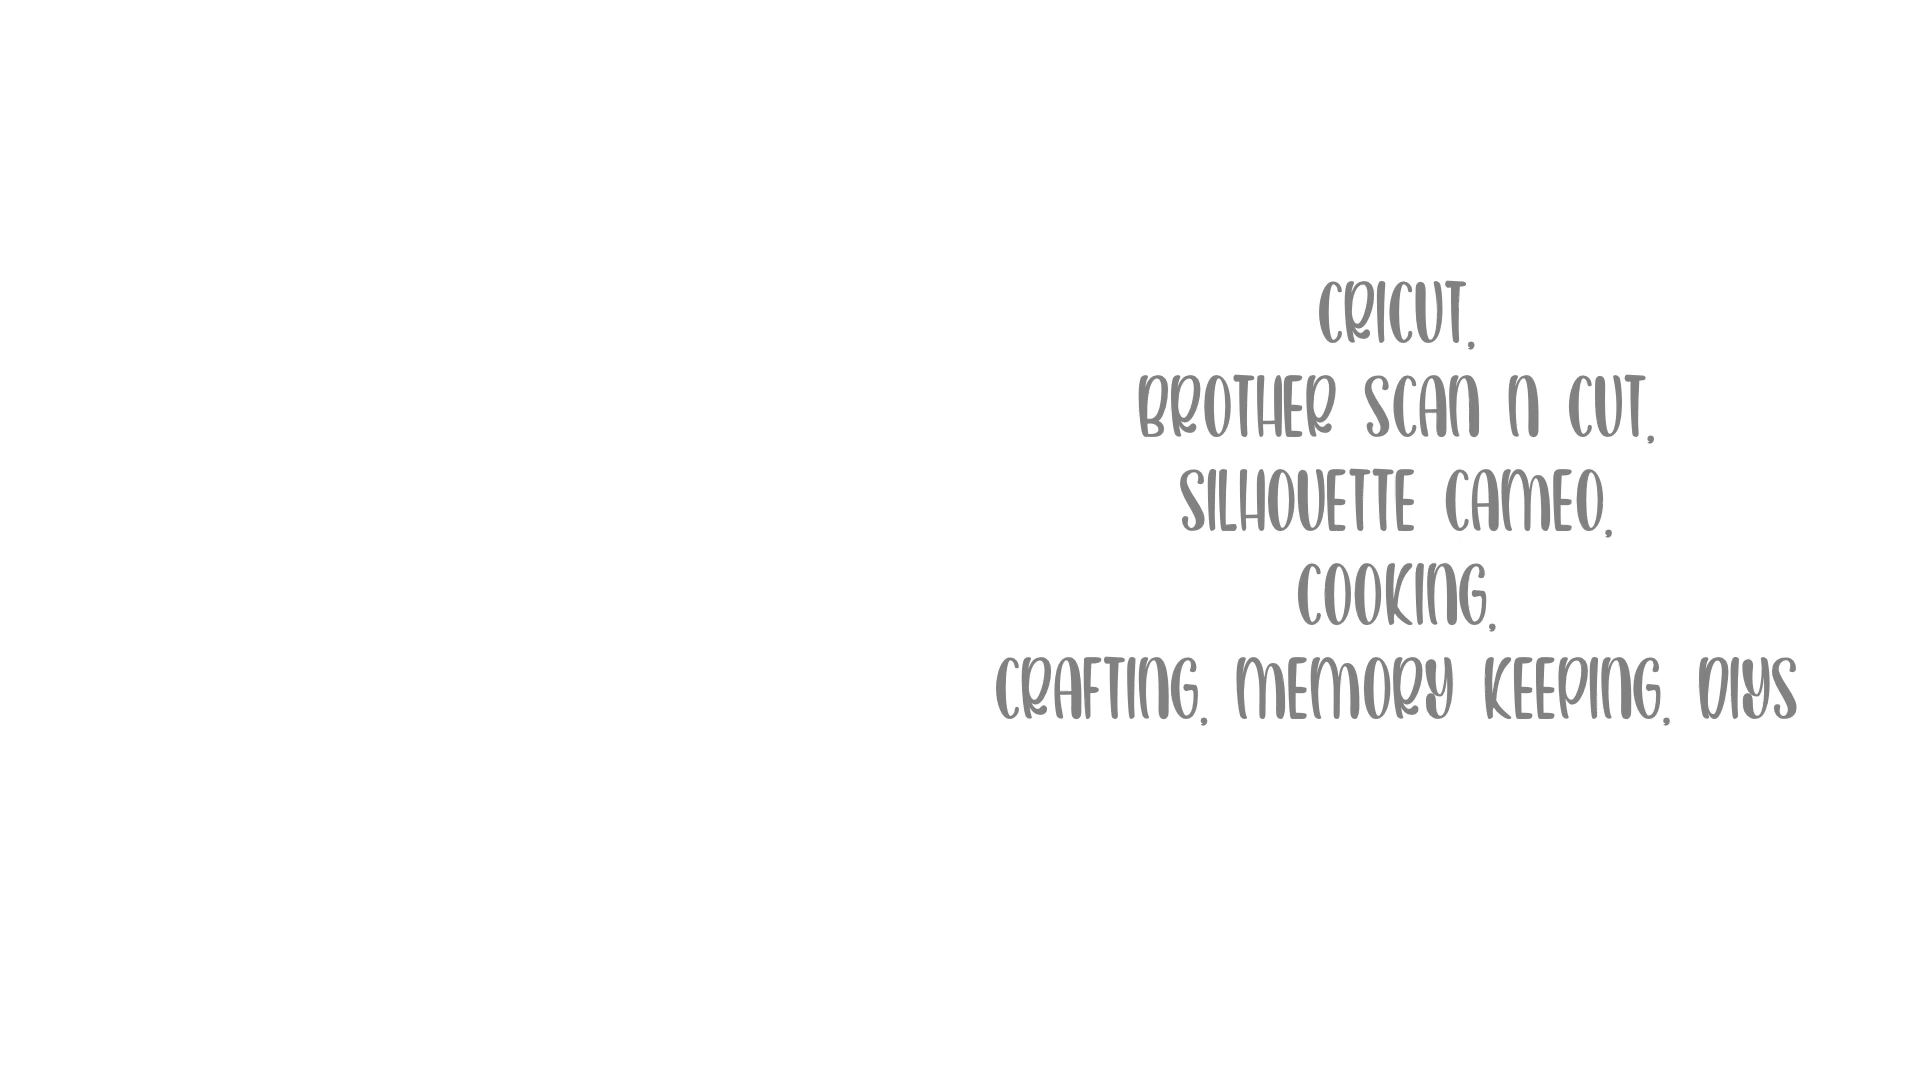 CRICUT,
BROTHER SCAN N CUT,
SILHOUETTE CAMEO,
COOKING,
CRAFTING, MEMORY KEEPING, DIYS